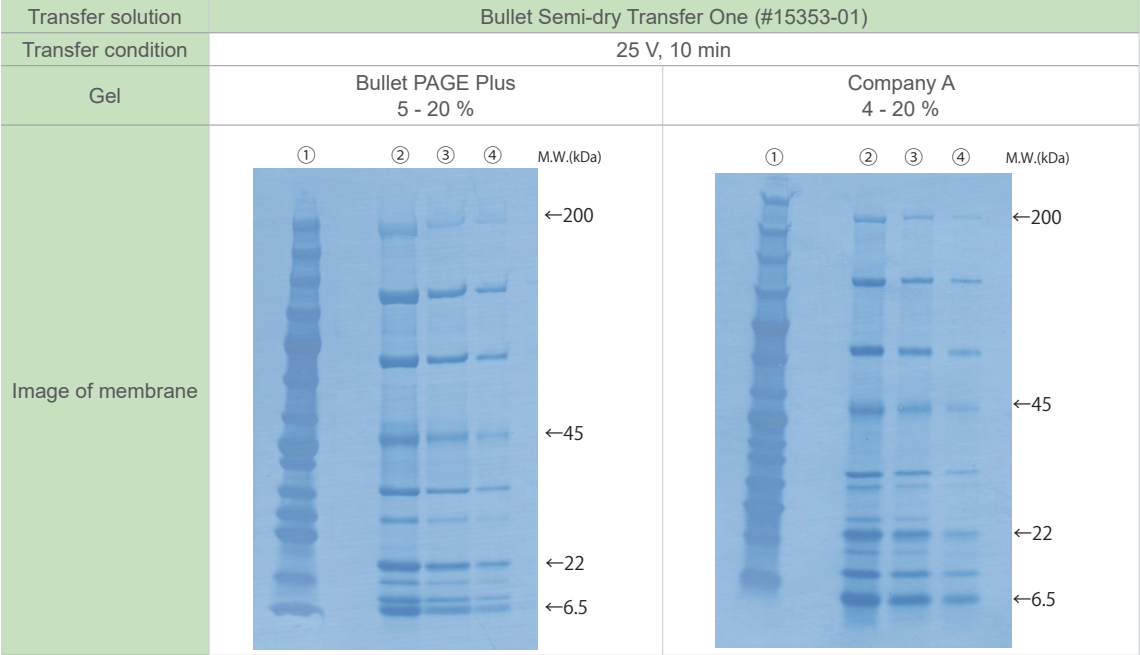 Transfer solution
Bullet Semi-dry Transfer One (#15353-01)
Transfer condition
25 V, 10 min
Gel
Bullet PAGE Plus
5 - 20 %
Company A
4 - 20 %
Image of membrane
① ② ③ ④ M.W.(kDa)
←200
←45
←22
←6.5
① ② ③ ④ M.W.(kDa)
←200
←45
←22
←6.5